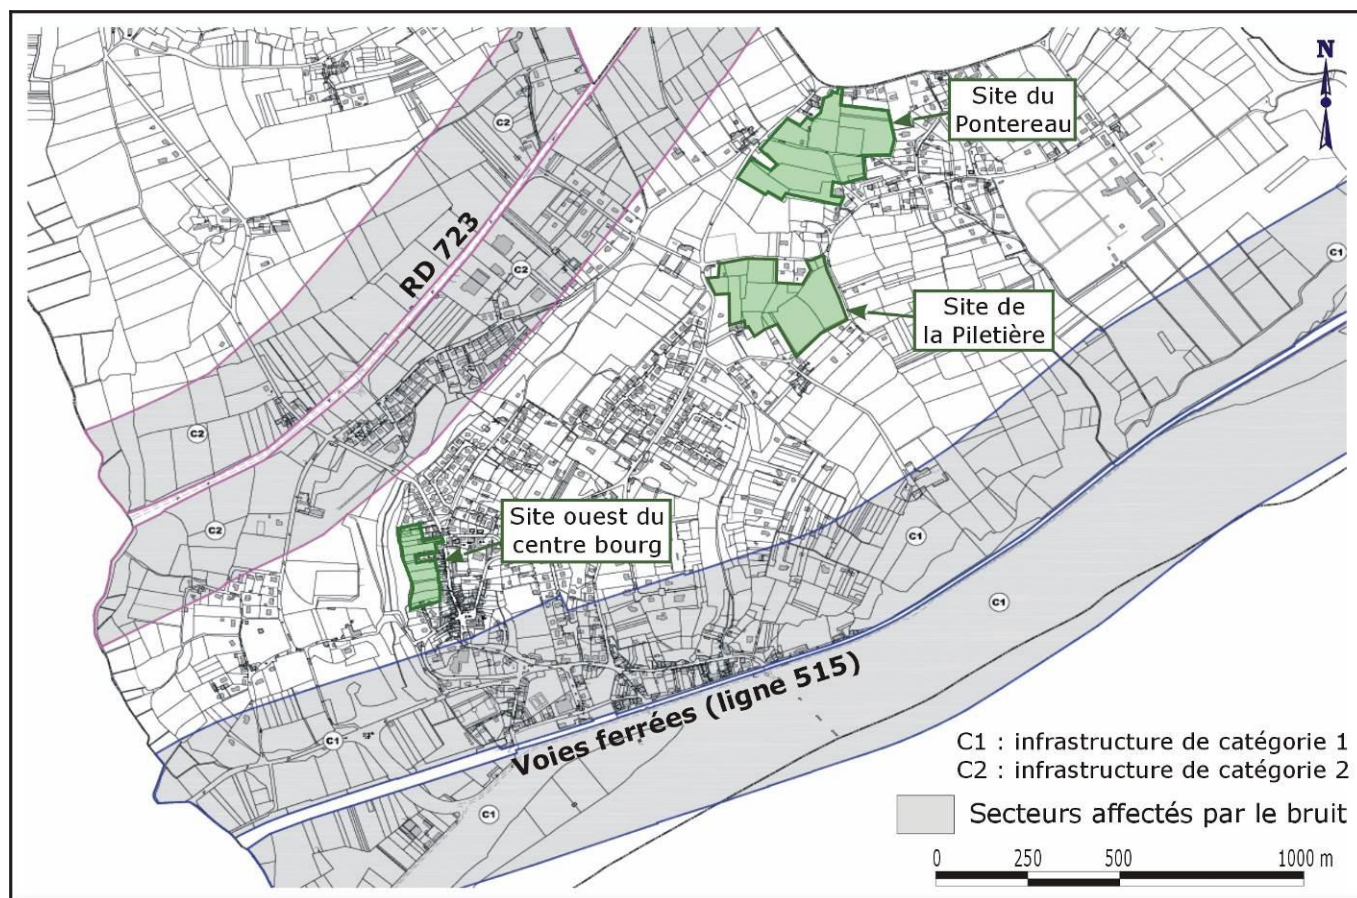 N
Site du
Pontereau
C2
RD 723
C2
C1
Site de
la Piletière
C2
C2
Site ouest du
centre bourg
C1
C1
Voies ferrées (ligne 515)
C1
C1
C1 : infrastructure de catégorie 1
C2 : infrastructure de catégorie 2
Secteurs affectés par le bruit
0 250 500 1000 m